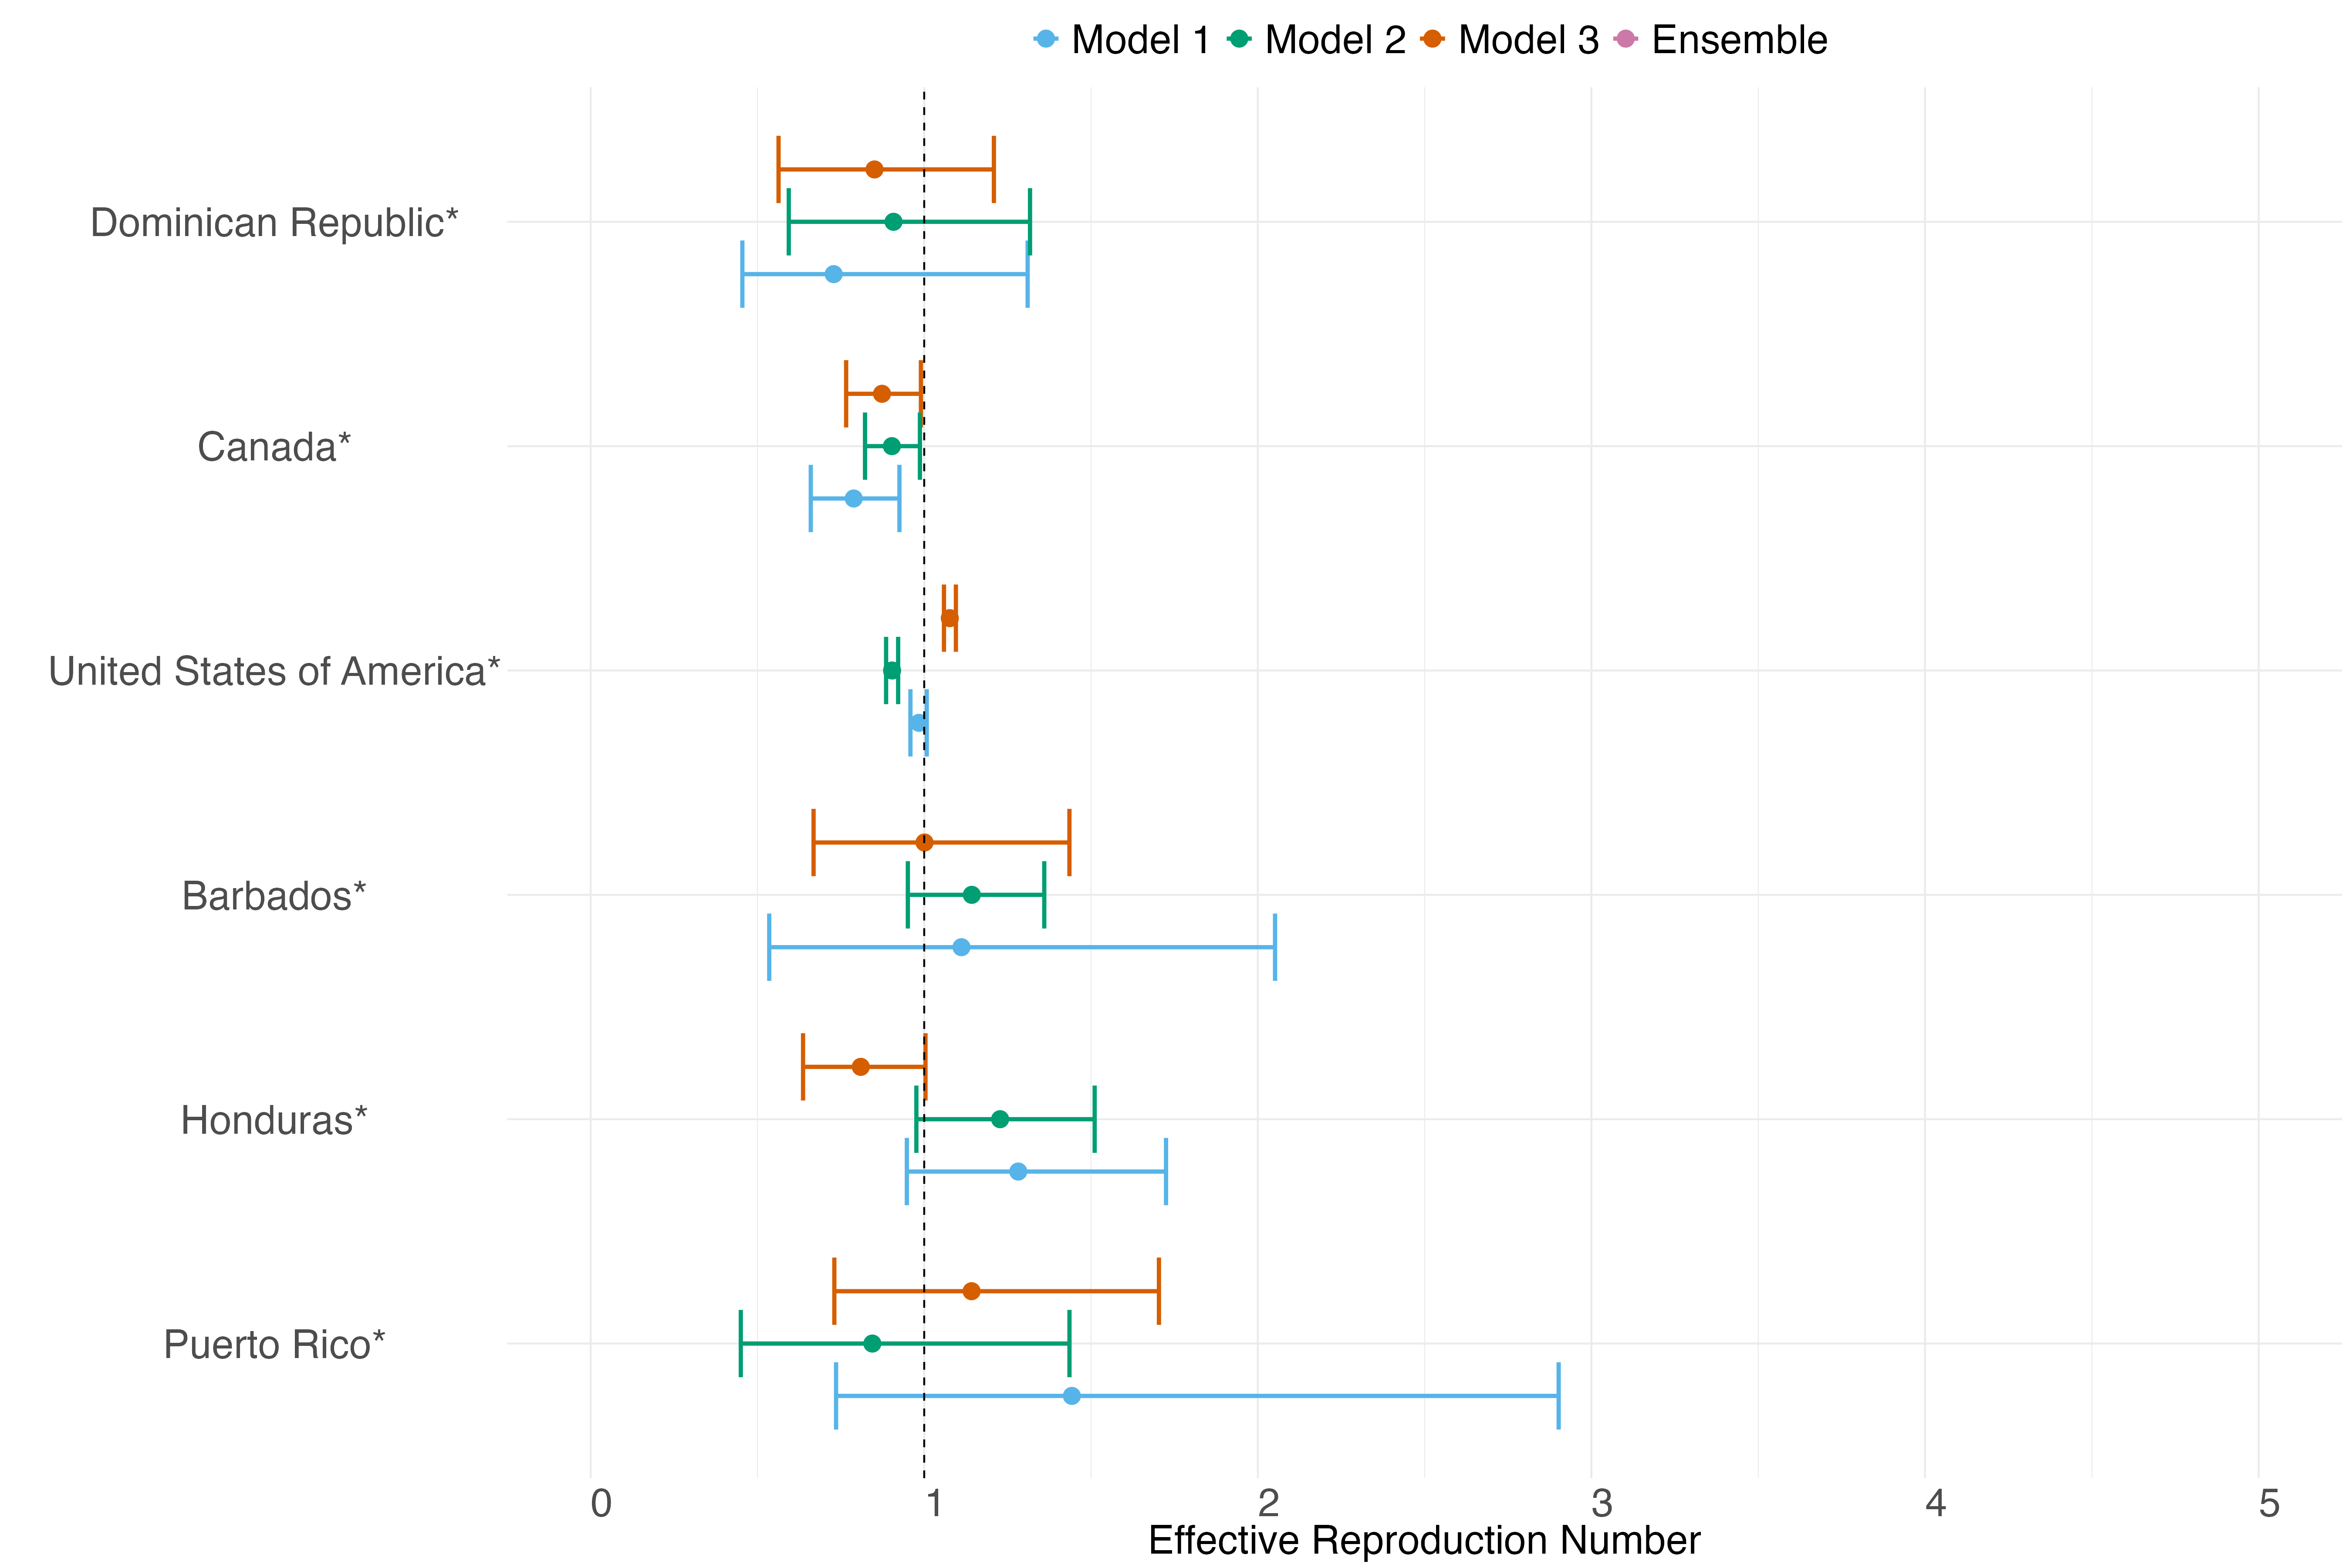 Model 1 Model 2 Model 3 Ensemble
Dominican Republic*
Canada*
United States of America*
Barbados*
Honduras*
Puerto Rico*
0 1 2 3 4 5
Effective Reproduction Number